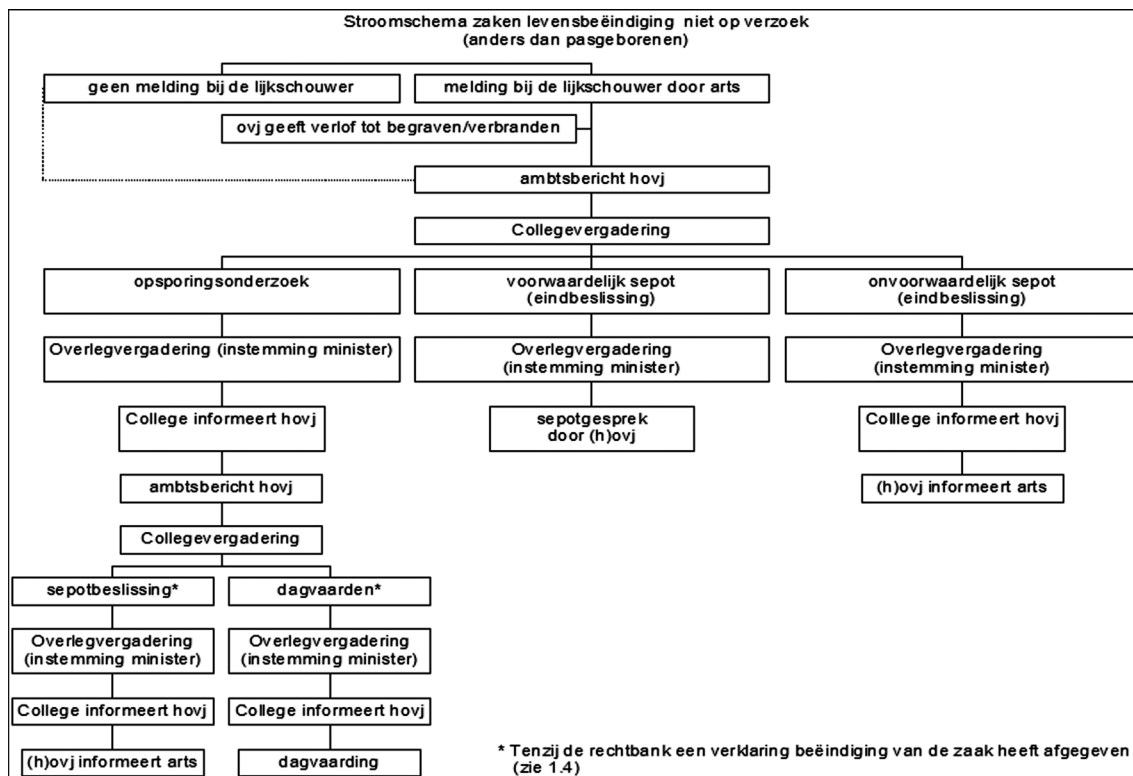 Stroomschema zaken levensbeëindiging niet op verzoek
(anders dan pasgeborenen)
geen melding bij de lijkschouwer
melding bij de lijkschouwer door arts
ovj geeft verlof tot begraven/verbranden
ambtsbericht hovj
Collegevergadering
opsporingsonderzoek
voorwaardelijk sepot
(eindbeslissing)
onvoorwaardelijk sepot
(eindbeslissing)
Overlegvergadering (instemming minister)
Overlegvergadering
(instemming minister)
Overlegvergadering
(instemming minister)
College informeert hovj
sepotgesprek
door (h)ovj
Colllege informeert hovj
ambtsbericht hovj
(h)ovj informeert arts
Collegevergadering
sepotbeslissing*
dagvaarden*
Overlegvergadering
(instemming minister)
Overlegvergadering
(instemming minister)
College informeert hovj
College informeert hovj
(h)ovj informeert arts
dagvaarding
* Tenzij de rechtbank een verklaring beëindiging van de zaak heeft afgegeven
(zie 1.4)